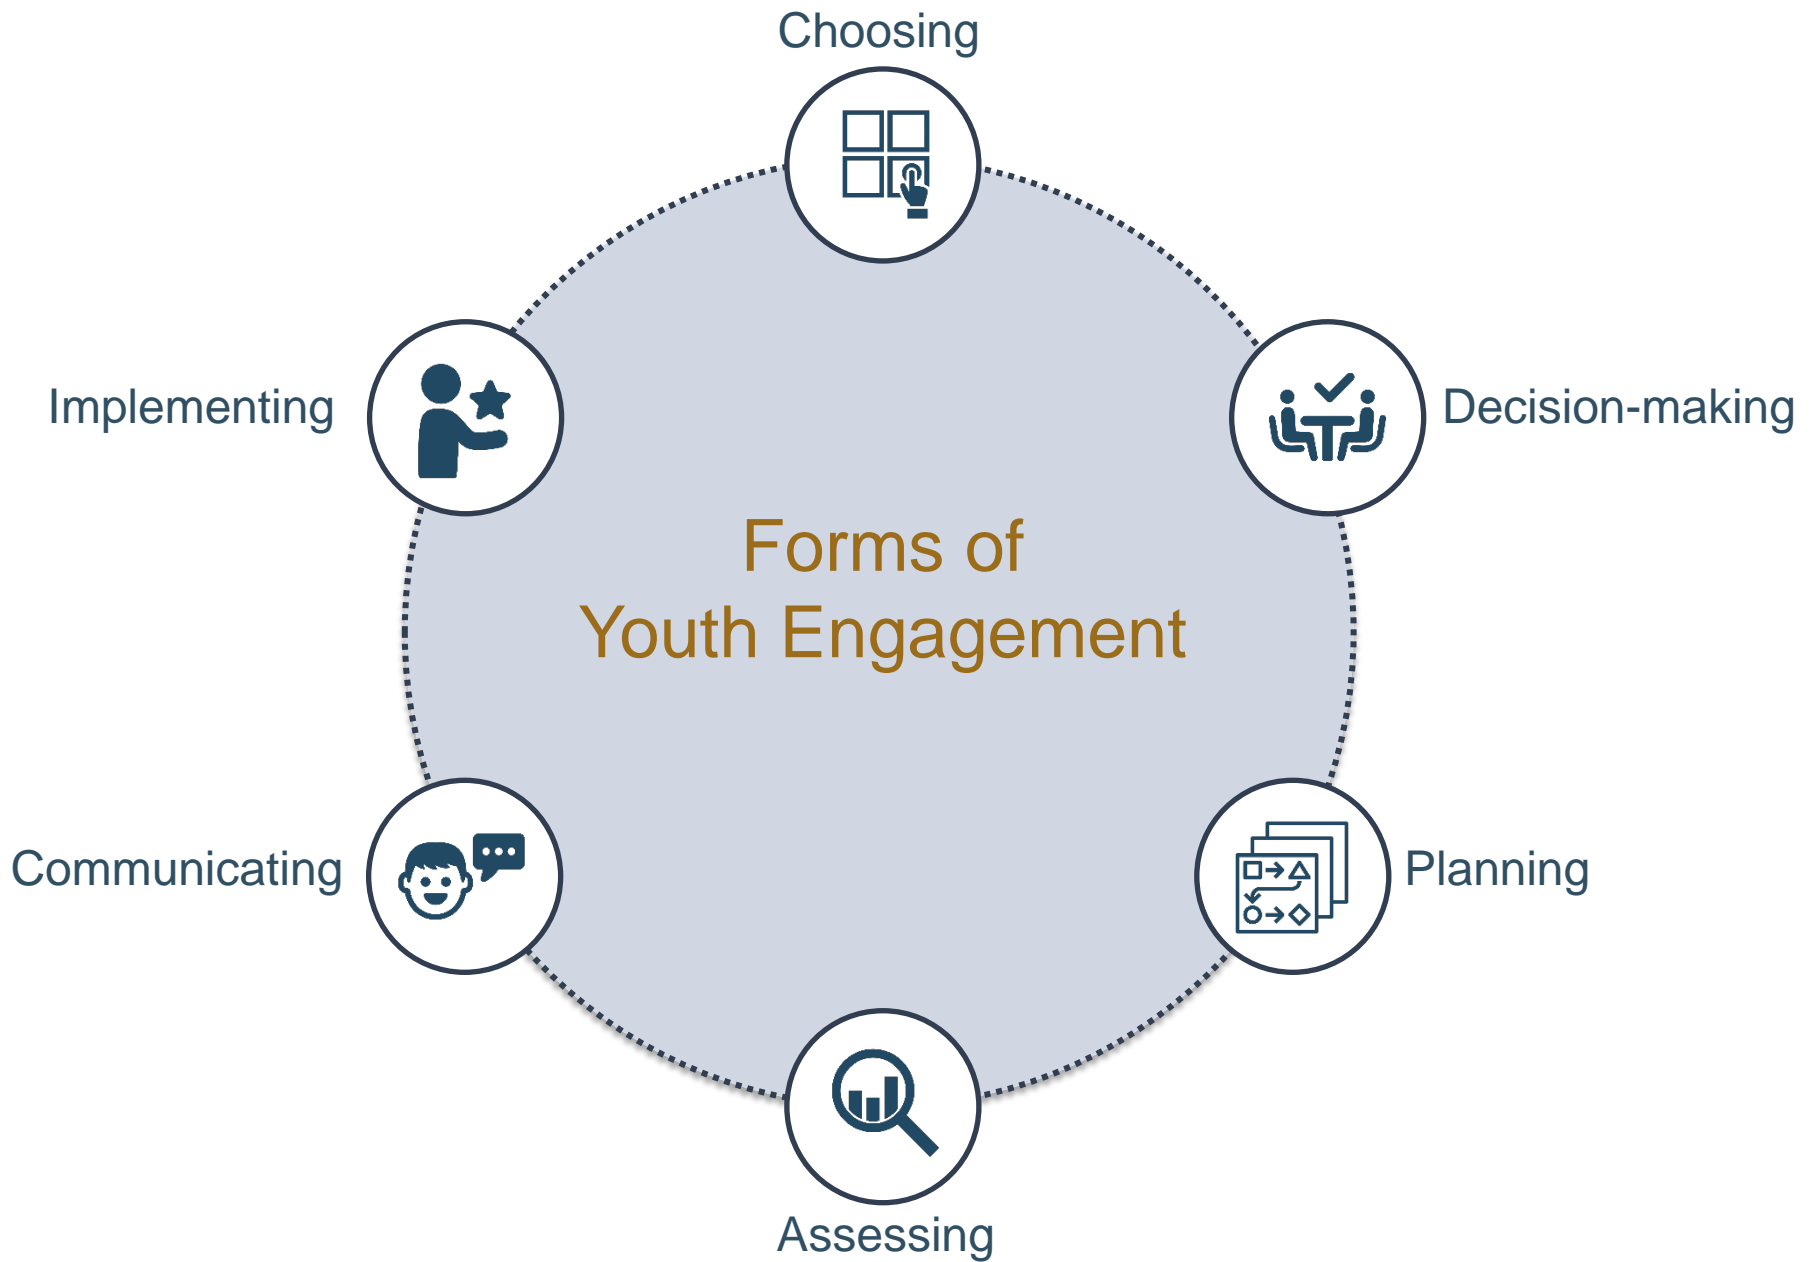 Choosing
Implementing
Decision-making
Forms of
Youth Engagement
Communicating
Planning
Assessing